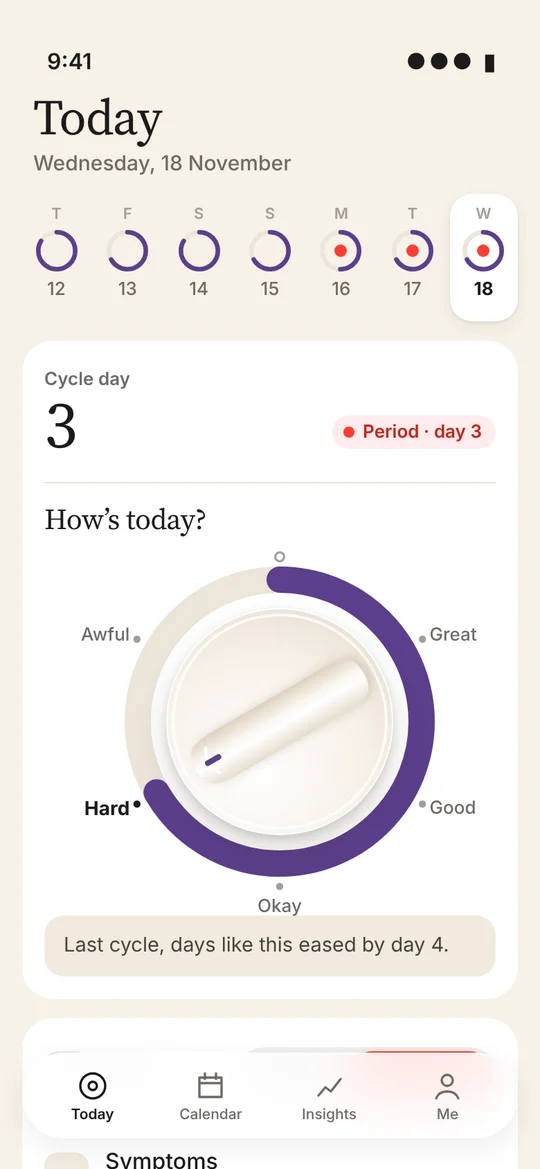 9:41
Today
Wednesday, 18 November
T F S S M T W
12 13 14 15 16 17 18
Cycle day
3
Period · day 3
How’s today?
Awful
Great
Hard
Good
Okay
Last cycle, days like this eased by day 4.
Today Calendar Insights Me
Symptoms